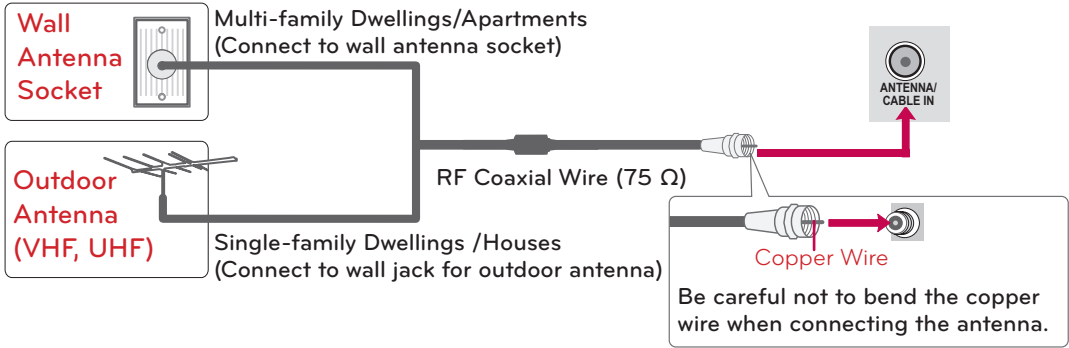 Wall
Antenna
Socket
Multi-family Dwellings/Apartments
(Connect to wall antenna socket)
ANTENNA/
CABLE IN
RF Coaxial Wire (75 Ω)
Outdoor
Antenna
(VHF, UHF)
Single-family Dwellings /Houses
(Connect to wall jack for outdoor antenna)
Copper Wire
Be careful not to bend the copper
wire when connecting the antenna.